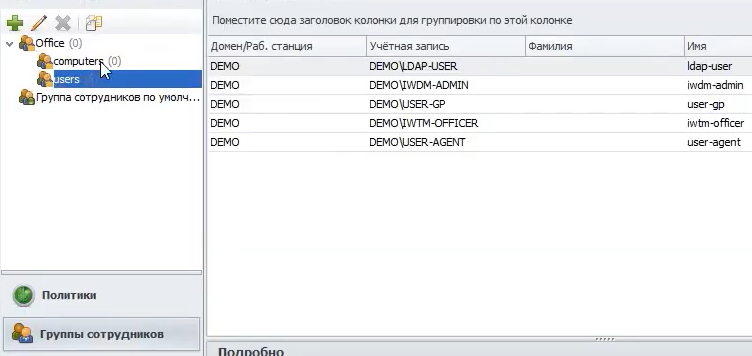 Поместите сюда заголовок колонки для группировки по этой колонке
Office (0)
computers (0)
users
Группа сотрудников по умолч...
Домен/Раб. станция Учётная запись Фамилия Имя
DEMO DEMO\LDAP-USER ldap-user
DEMO DEMO\IWDM-ADMIN iwdm-admin
DEMO DEMO\USER-GP user-gp
DEMO DEMO\IWTM-OFFICER iwtm-officer
DEMO DEMO\USER-AGENT user-agent
Политики
Группы сотрудников
Подробно